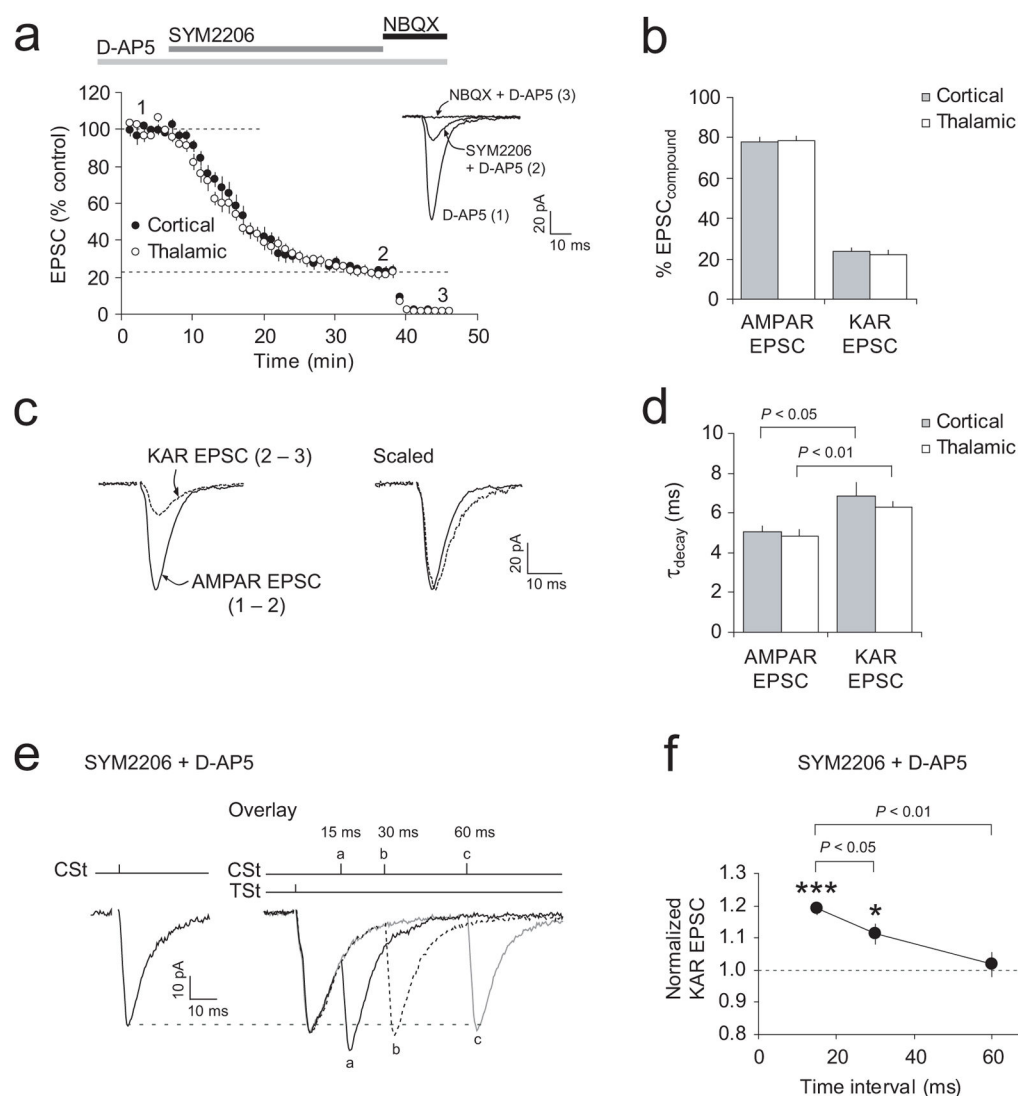 a
NBQX
SYM2206
D-AP5
120
100
80
60
40
20
0
EPSC (% control)
1
2
3
Cortical
Thalamic
0
10
20
30
40
50
Time (min)
NBQX + D-AP5 (3)
SYM2206
+ D-AP5 (2)
D-AP5 (1)
20 pA
10 ms
b
Cortical
Thalamic
100
80
60
40
20
0
% EPSCcompound
AMPAR
EPSC
KAR
EPSC
c
KAR EPSC (2 – 3)
AMPAR EPSC
(1 – 2)
Scaled
20 pA
10 ms
d
P < 0.05
P < 0.01
Cortical
Thalamic
10
8
6
4
2
0
τdecay (ms)
AMPAR
EPSC
KAR
EPSC
e
SYM2206 + D-AP5
Overlay
15 ms
30 ms
60 ms
a
b
c
CSt
CSt
TSt
10 pA
10 ms
a
b
c
f
SYM2206 + D-AP5
P < 0.01
P < 0.05
***
*
1.3
1.2
1.1
1.0
0.9
0.8
Normalized
KAR EPSC
0
20
40
60
Time interval (ms)